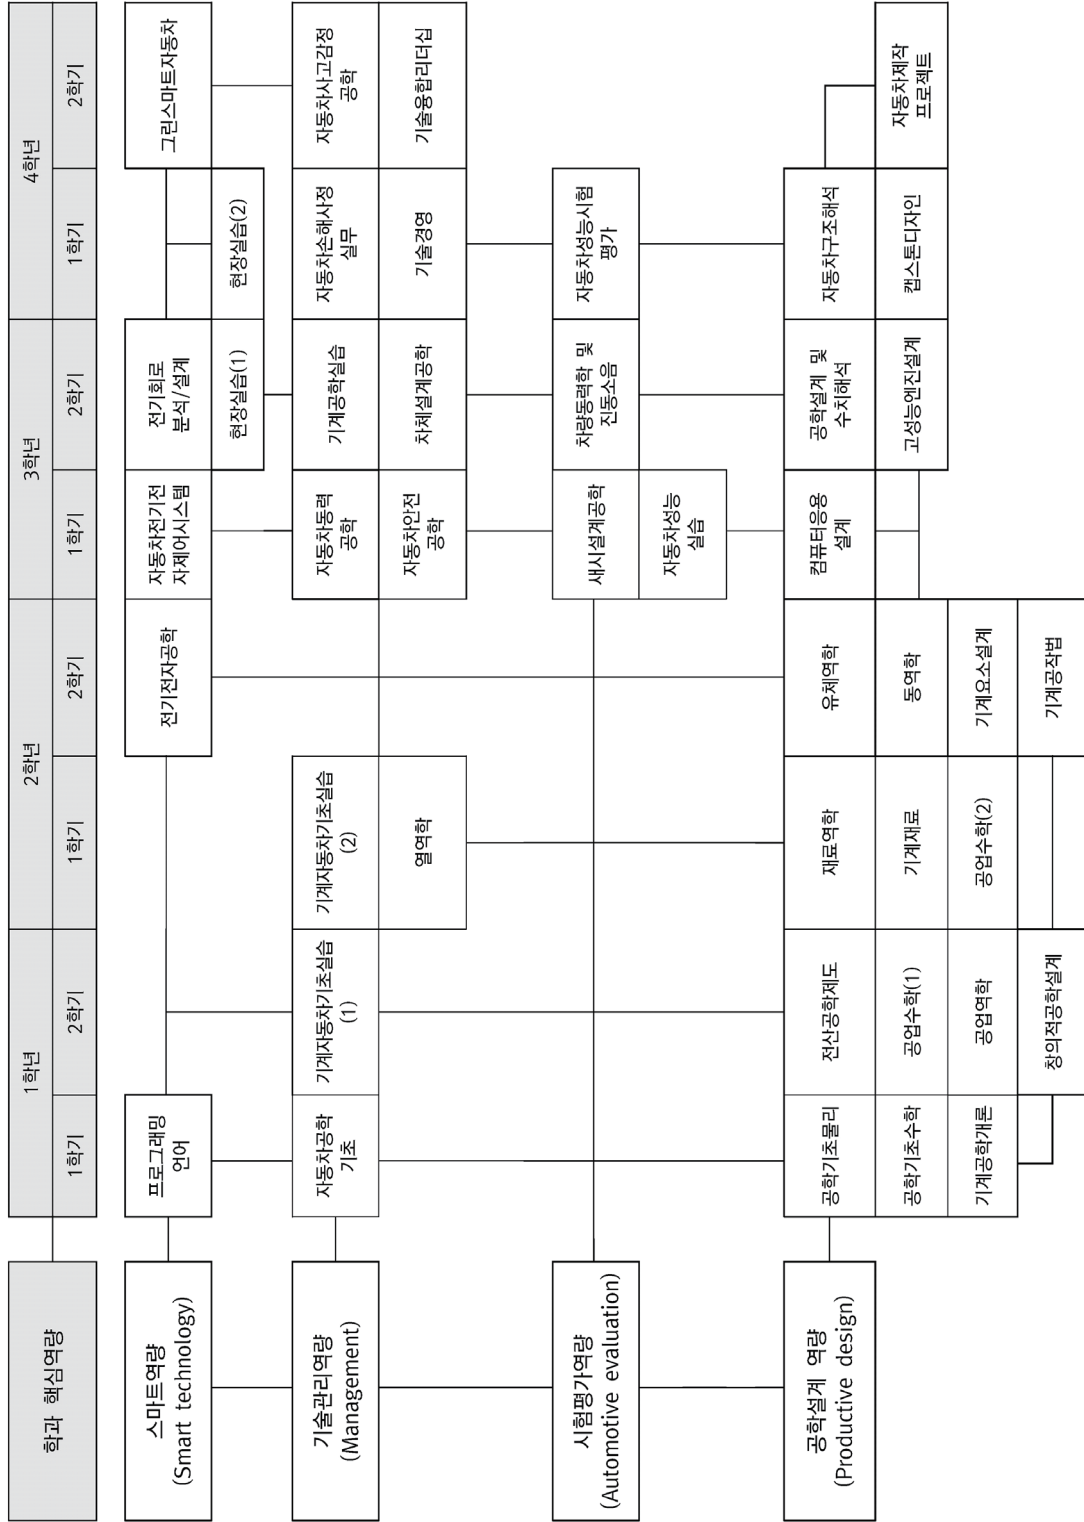 학과 핵심역량
1학년
2학년
3학년
4학년
1학기
2학기
1학기
2학기
1학기
2학기
1학기
2학기
스마트역량
(Smart technology)
프로그래밍
언어
전기전자공학
자동차전기전
자제어시스템
전기회로
분석/설계
그린스마트자동차
현장실습(1)
현장실습(2)
기술관리역량
(Management)
자동차공학
기초
기계자동차기초실습
(1)
기계자동차기초실습
(2)
자동차동력
공학
기계공학실습
자동차손해사정
실무
자동차사고감정
공학
열역학
자동차안전
공학
차체설계공학
기술경영
기술융합리더십
시험평가역량
(Automotive evaluation)
섀시설계공학
차량동력학 및
진동소음
자동차성능시험
평가
자동차성능
실습
공학설계 역량
(Productive design)
공학기초물리
전산공학제도
재료역학
유체역학
컴퓨터응용
설계
공학설계 및
수치해석
자동차구조해석
공학기초수학
공업수학(1)
기계재료
동역학
고성능엔진설계
캡스톤디자인
자동차제작
프로젝트
기계공학개론
공업역학
공업수학(2)
기계요소설계
창의적공학설계
기계공작법